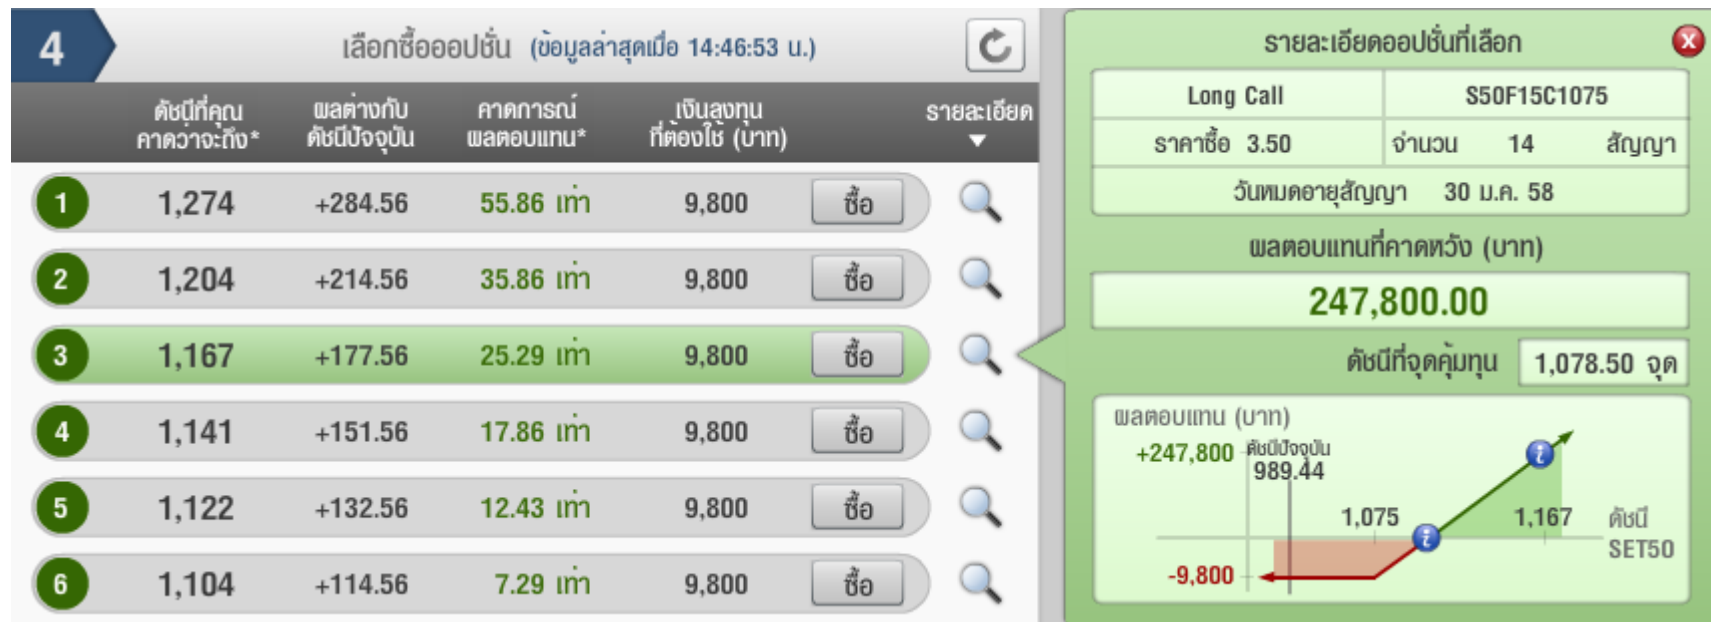 4
เลือกซื้อออปชั่น (ข้อมูลล่าสุดเมื่อ 14:46:53 น.)
ดัชนีที่คุณ
คาดว่าจะถึง*
ผลต่างกับ
ดัชนีปัจจุบัน
คาดการณ์
ผลตอบแทน*
เงินลงทุน
ที่ต้องใช้ (บาท)
รายละเอียด
1 1,274 +284.56 55.86 เท่า 9,800 ซื้อ
2 1,204 +214.56 35.86 เท่า 9,800 ซื้อ
3 1,167 +177.56 25.29 เท่า 9,800 ซื้อ
4 1,141 +151.56 17.86 เท่า 9,800 ซื้อ
5 1,122 +132.56 12.43 เท่า 9,800 ซื้อ
6 1,104 +114.56 7.29 เท่า 9,800 ซื้อ
รายละเอียดออปชั่นที่เลือก
Long Call S50F15C1075
ราคาซื้อ 3.50 จำนวน 14 สัญญา
วันหมดอายุสัญญา 30 ม.ค. 58
ผลตอบแทนที่คาดหวัง (บาท)
247,800.00
ดัชนีที่จุดคุ้มทุน 1,078.50 จุด
ผลตอบแทน (บาท)
+247,800
ดัชนีปัจจุบัน
989.44
1,075
1,167
ดัชนี
SET50
-9,800